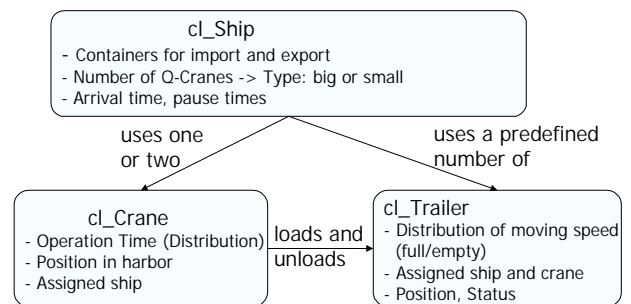 cl_Ship
- Containers for import and export
- Number of Q-Cranes -> Type: big or small
- Arrival time, pause times
uses one
or two
uses a predefined
number of
cl_Crane
- Operation Time (Distribution)
- Position in harbor
- Assigned ship
loads and
unloads
cl_Trailer
- Distribution of moving speed
(full/empty)
- Assigned ship and crane
- Position, Status